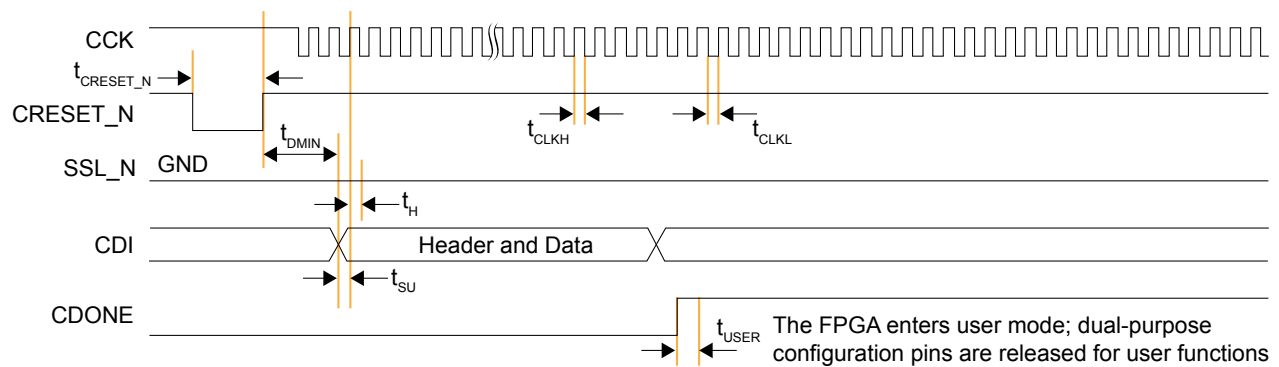 CCK
tCRESET_N
CRESET_N
tDMIN
tCLKH
tCLKL
SSL_N GND
tH
CDI Header and Data
tSU
CDONE
tUSER
The FPGA enters user mode; dual-purpose
configuration pins are released for user functions